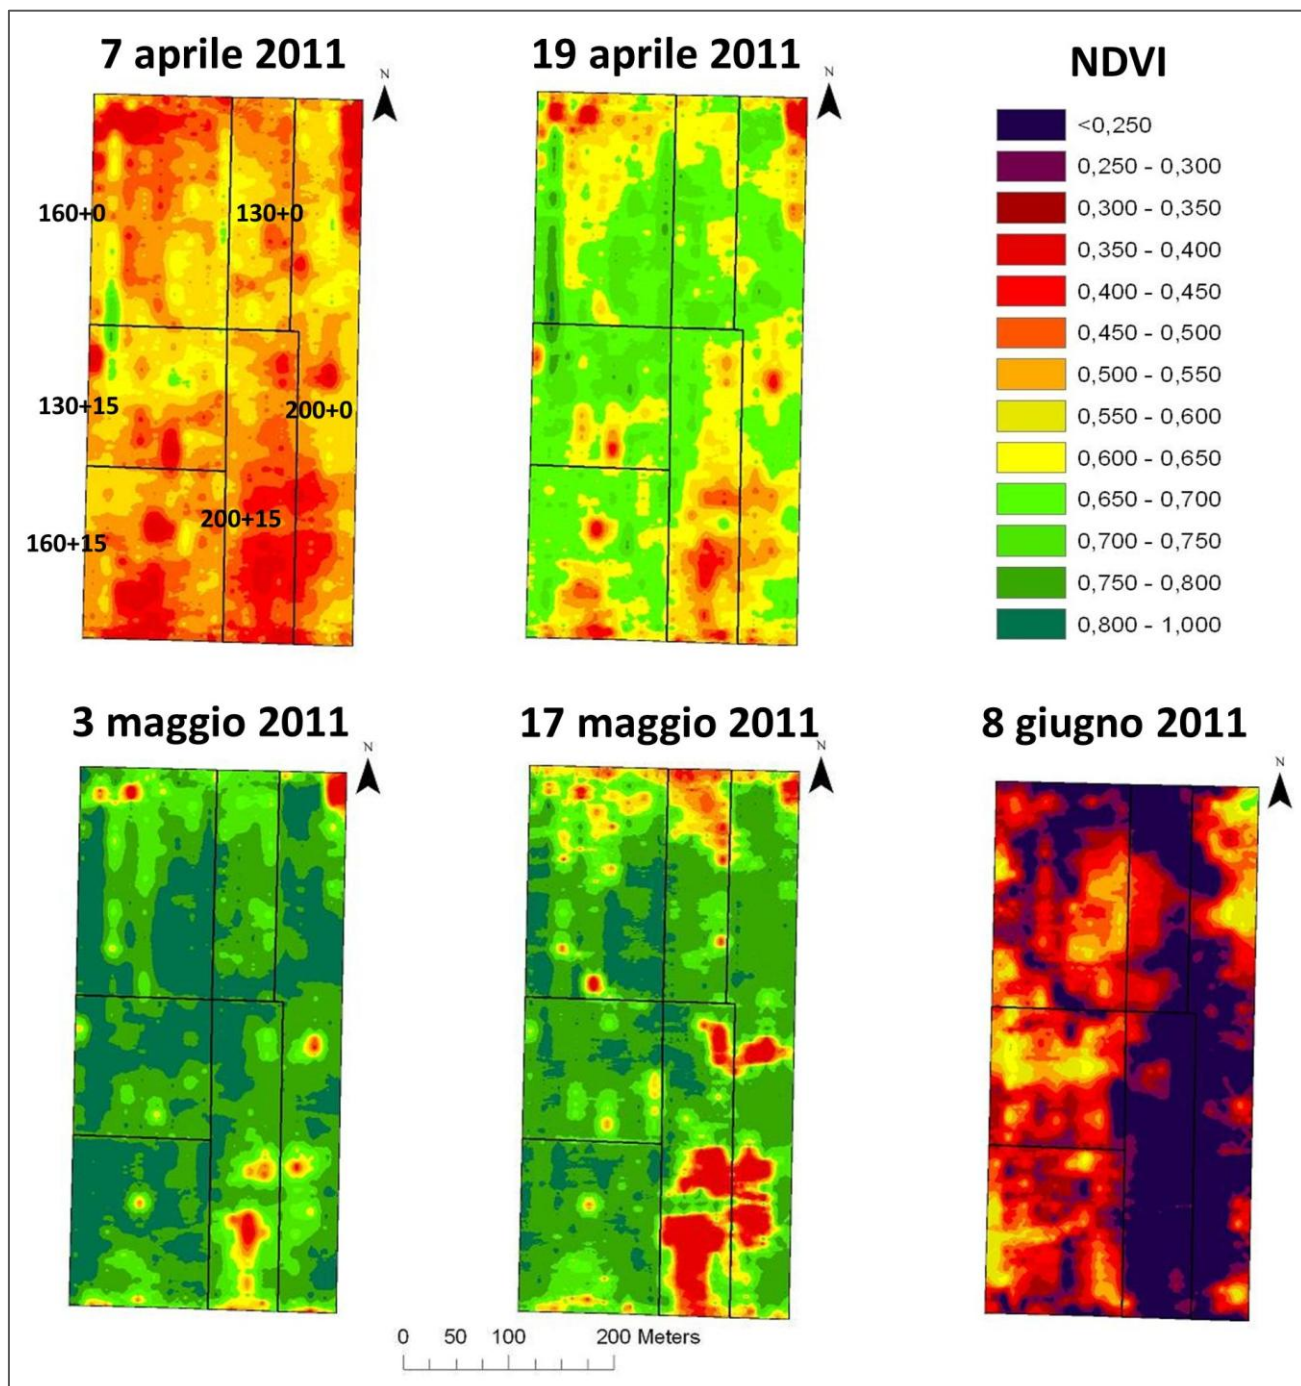 7 aprile 2011
19 aprile 2011
NDVI
N
N
<0,250
0,250 - 0,300
0,300 - 0,350
0,350 - 0,400
0,400 - 0,450
0,450 - 0,500
0,500 - 0,550
0,550 - 0,600
0,600 - 0,650
0,650 - 0,700
0,700 - 0,750
0,750 - 0,800
0,800 - 1,000
160+0
130+0
130+15
200+0
200+15
160+15
3 maggio 2011
17 maggio 2011
8 giugno 2011
N
N
N
0 50 100 200 Meters